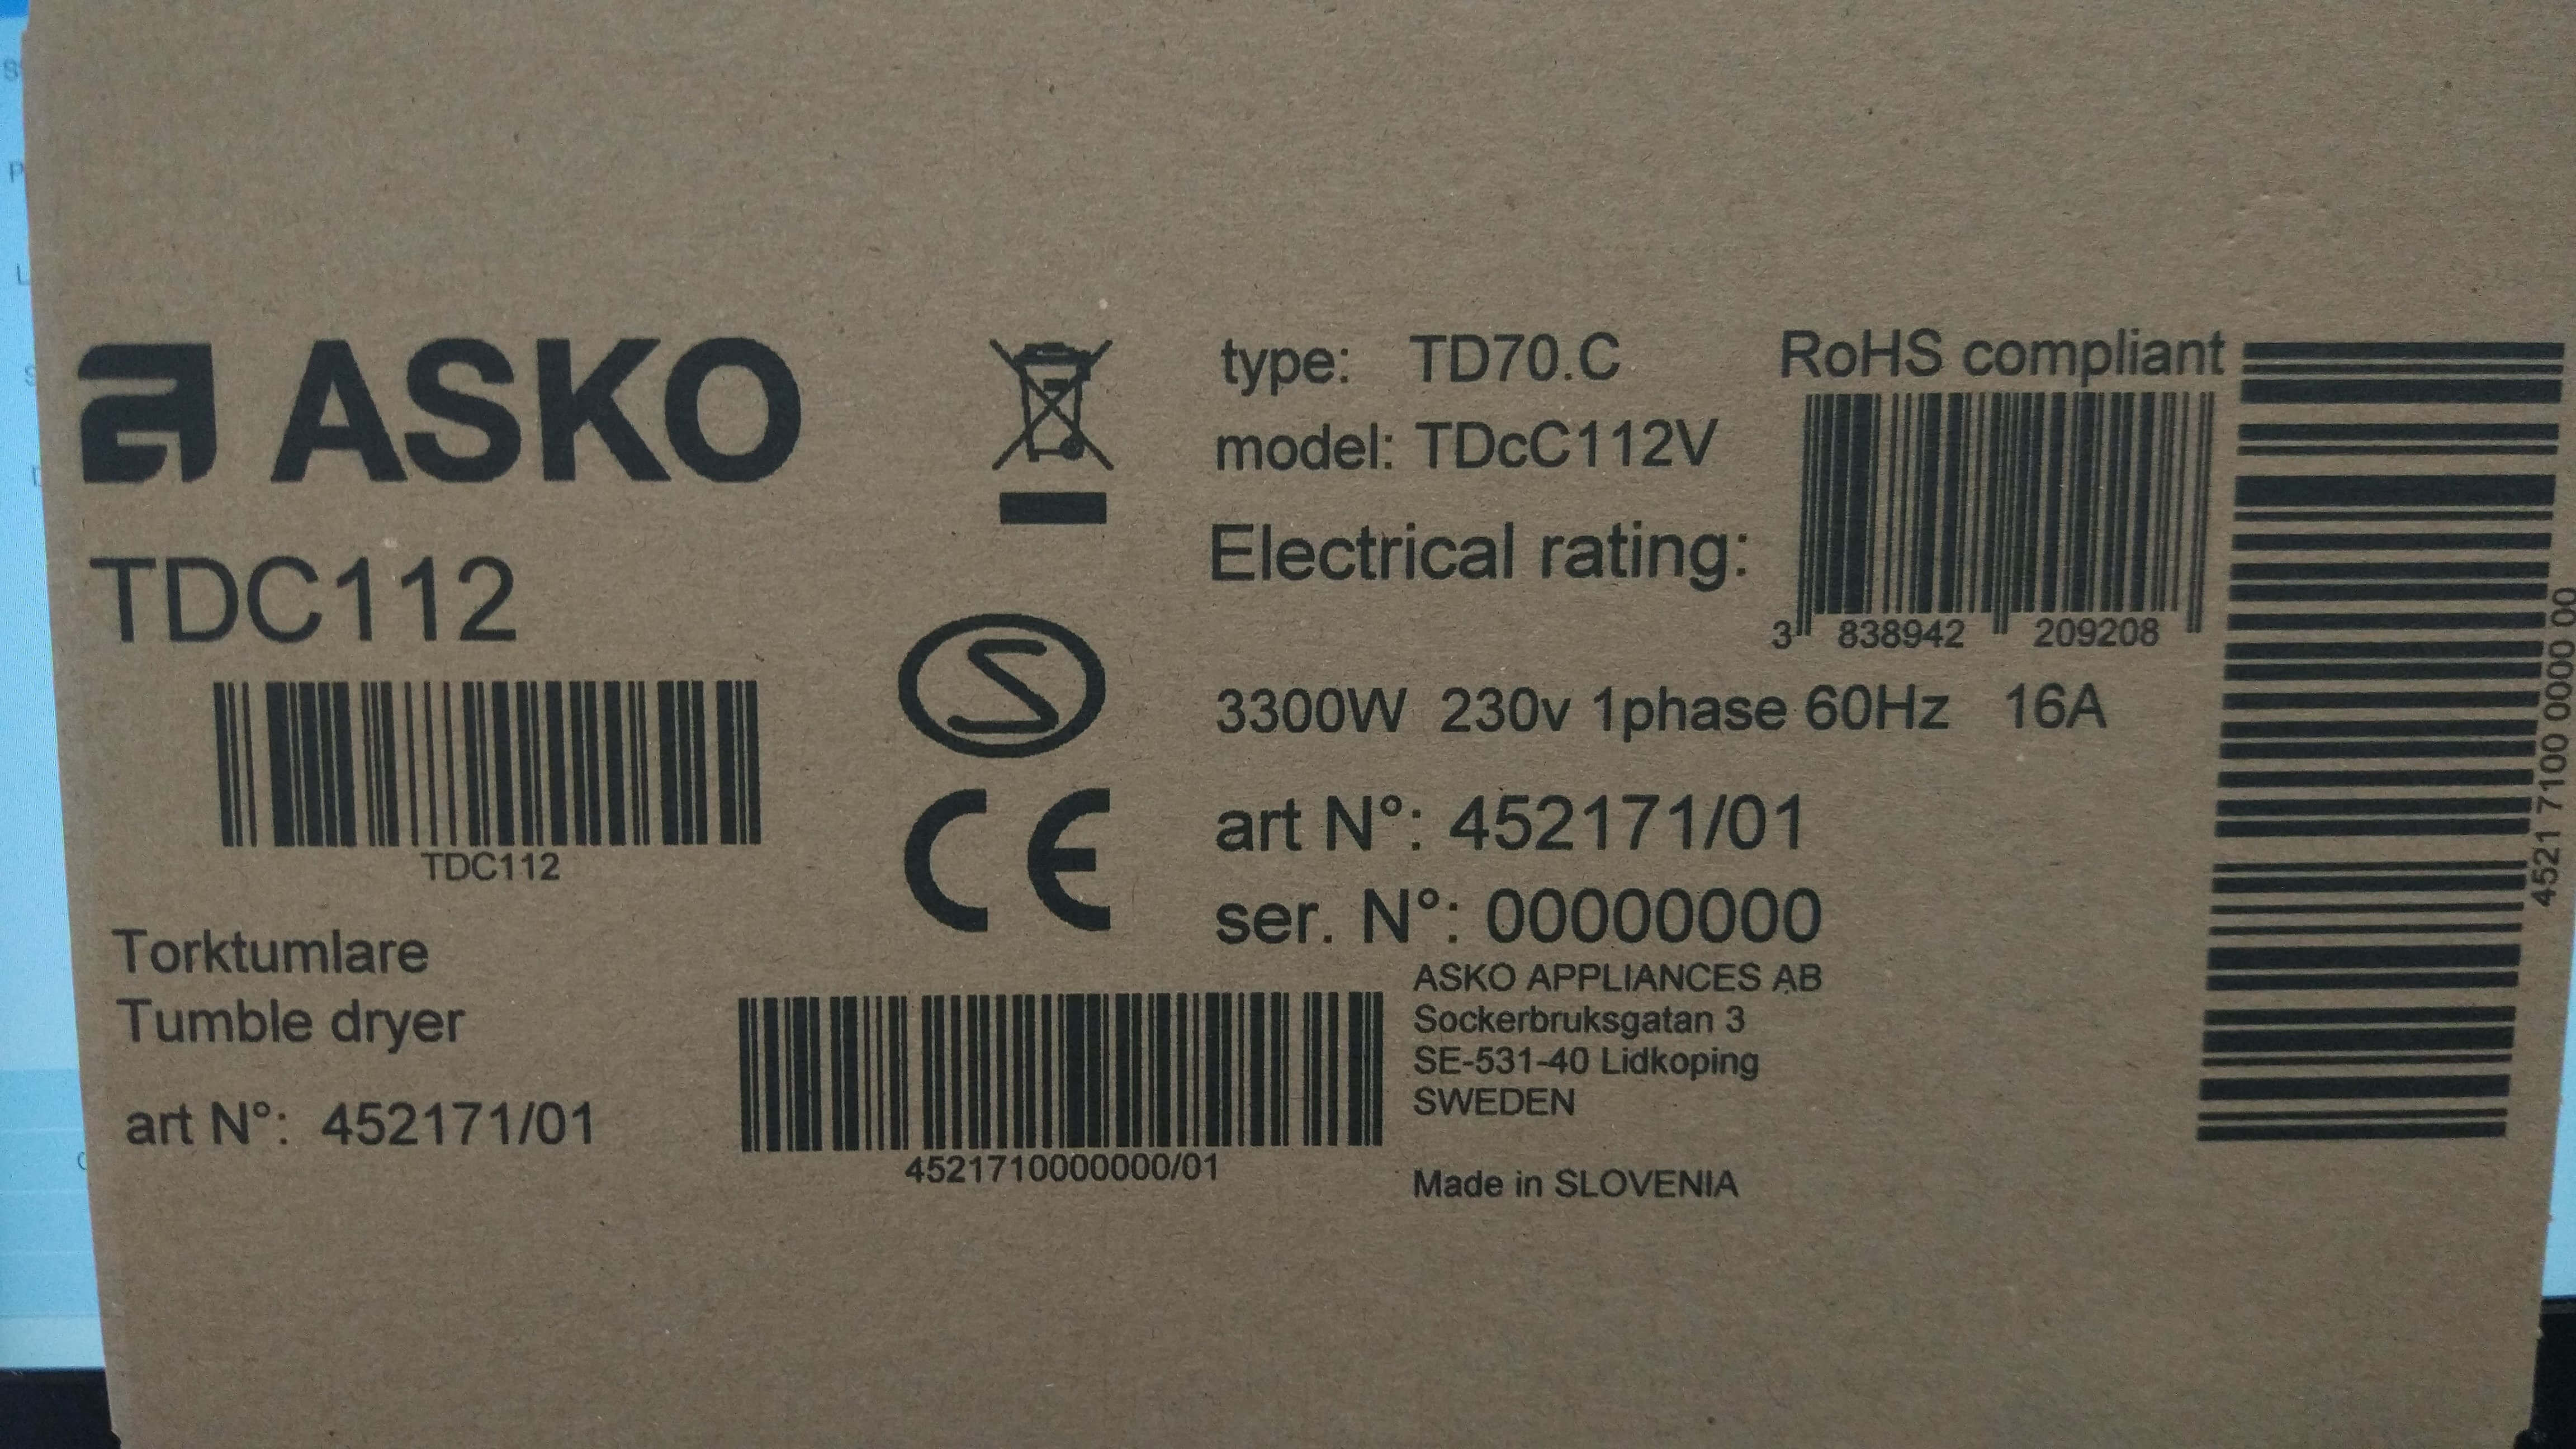 ASKO
TDC112
TDC112
Torktumlare
Tumble dryer
art N°: 452171/01
type: TD70.C
model: TDcC112V
Electrical rating:
RoHS compliant
3 838942 209208
3300W 230v 1phase 60Hz 16A
art N°: 452171/01
ser. N°: 00000000
ASKO APPLIANCES AB
Sockerbruksgatan 3
SE-531-40 Lidkoping
SWEDEN
Made in SLOVENIA
4521710000000/01
4521 7100 0000 00